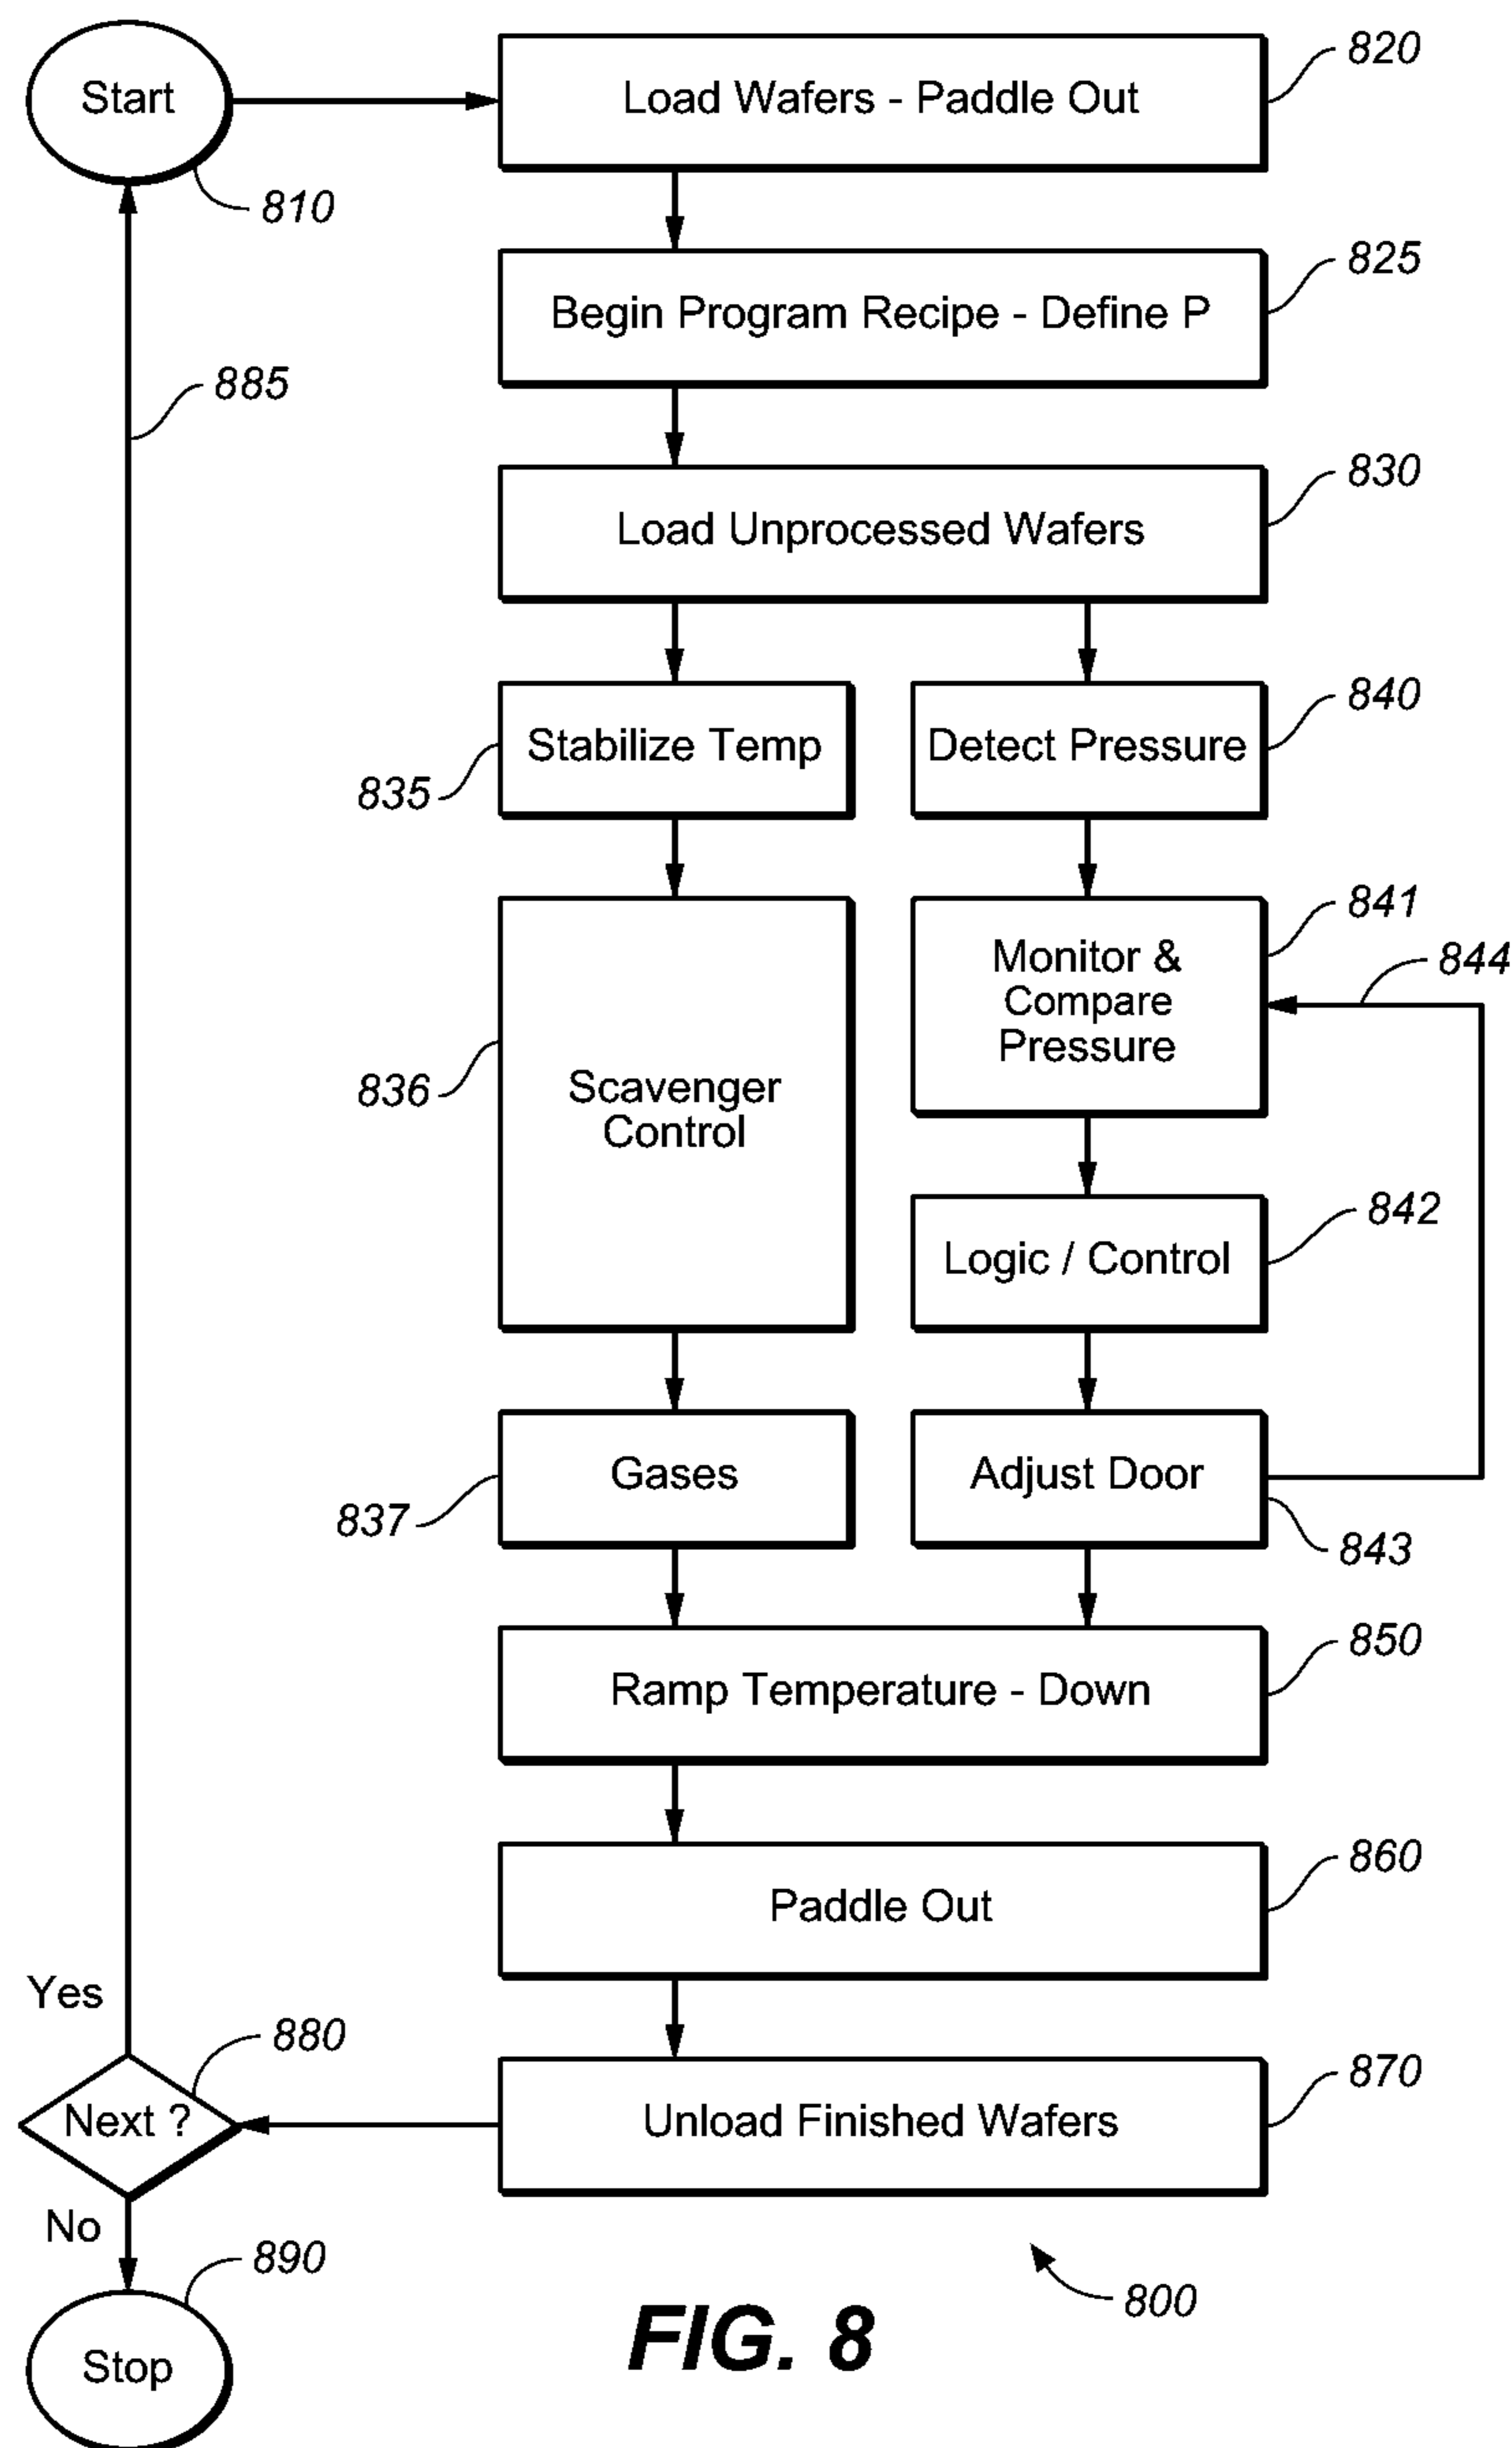 Start
810
Load Wafers - Paddle Out
820
Begin Program Recipe - Define P
825
885
Load Unprocessed Wafers
830
Stabilize Temp
835
Detect Pressure
840
Monitor &
Compare
Pressure
841
844
Scavenger
Control
836
Logic / Control
842
Gases
837
Adjust Door
843
Ramp Temperature - Down
850
Paddle Out
860
Yes
880
Next ?
Unload Finished Wafers
870
No
890
Stop
800
FIG. 8